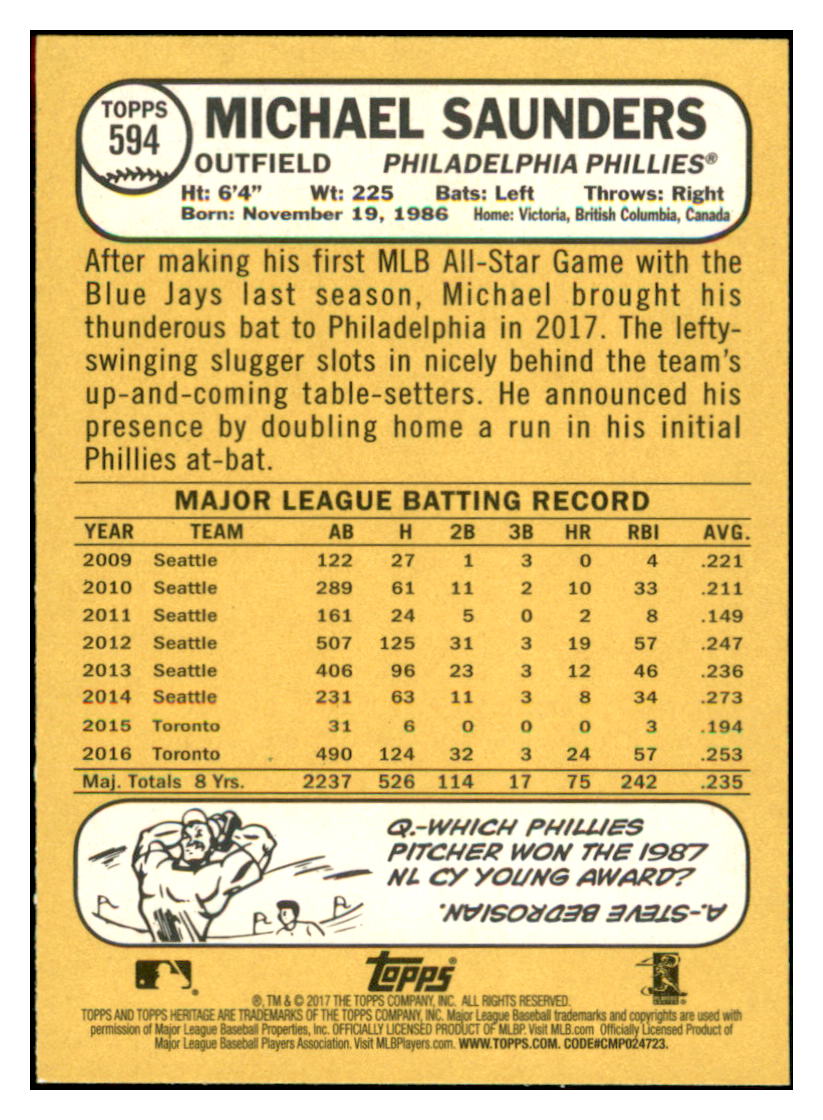 TOPPS
594
MICHAEL SAUNDERS
OUTFIELD PHILADELPHIA PHILLIES®
Ht: 6'4" Wt: 225 Bats: Left Throws: Right
Born: November 19, 1986 Home: Victoria, British Columbia, Canada
After making his first MLB All-Star Game with the
Blue Jays last season, Michael brought his
thunderous bat to Philadelphia in 2017. The lefty-
swinging slugger slots in nicely behind the team's
up-and-coming table-setters. He announced his
presence by doubling home a run in his initial
Phillies at-bat.
MAJOR LEAGUE BATTING RECORD
YEAR TEAM AB H 2B 3B HR RBI AVG.
2009 Seattle 122 27 1 3 0 4 .221
2010 Seattle 289 61 11 2 10 33 .211
2011 Seattle 161 24 5 0 2 8 .149
2012 Seattle 507 125 31 3 19 57 .247
2013 Seattle 406 96 23 3 12 46 .236
2014 Seattle 231 63 11 3 8 34 .273
2015 Toronto 31 6 0 0 0 3 .194
2016 Toronto 490 124 32 3 24 57 .253
Maj. Totals 8 Yrs. 2237 526 114 17 75 242 .235
Q.-WHICH PHILLIES
PITCHER WON THE 1987
NL CY YOUNG AWARD?
A.-STEVE BEDROSIAN.
Topps
®, TM & © 2017 THE TOPPS COMPANY, INC. ALL RIGHTS RESERVED.
TOPPS AND TOPPS HERITAGE ARE TRADEMARKS OF THE TOPPS COMPANY, INC. Major League Baseball trademarks and copyrights are used with
permission of Major League Baseball Properties, Inc. OFFICIALLY LICENSED PRODUCT OF MLBP. Visit MLB.com Officially Licensed Product of
Major League Baseball Players Association. Visit MLBPlayers.com. WWW.TOPPS.COM. CODE#CMP024723.